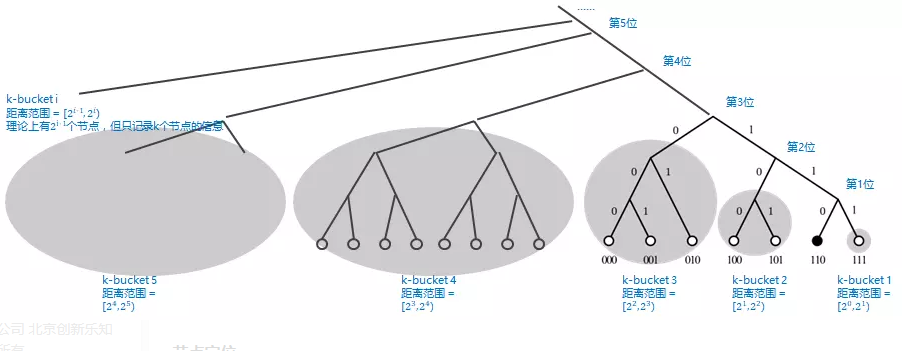 ......
第5位
第4位
k-bucket i
距离范围 = [2^{i-1},2^i)
理论上有2^{i-1}个节点，但只记录k个节点的信息
第3位
0 1
第2位
0 1 0 1
第1位
0 1 0 1 0 1
000 001 010 100 101 110 111
k-bucket 5
距离范围 =
[2^4,2^5)
k-bucket 4
距离范围 =
[2^3,2^4)
k-bucket 3
距离范围 =
[2^2,2^3)
k-bucket 2
距离范围 =
[2^1,2^2)
k-bucket 1
距离范围 =
[2^0,2^1)
公司 北京创新乐知